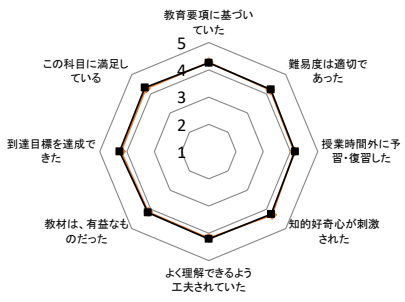 教育要項に基づい
ていた
難易度は適切で
あった
授業時間外に予
習・復習した
知的好奇心が刺激
された
よく理解できるよう
工夫されていた
教材は、有益なも
のだった
到達目標を達成で
きた
この科目に満足し
ている
5
4
3
2
1